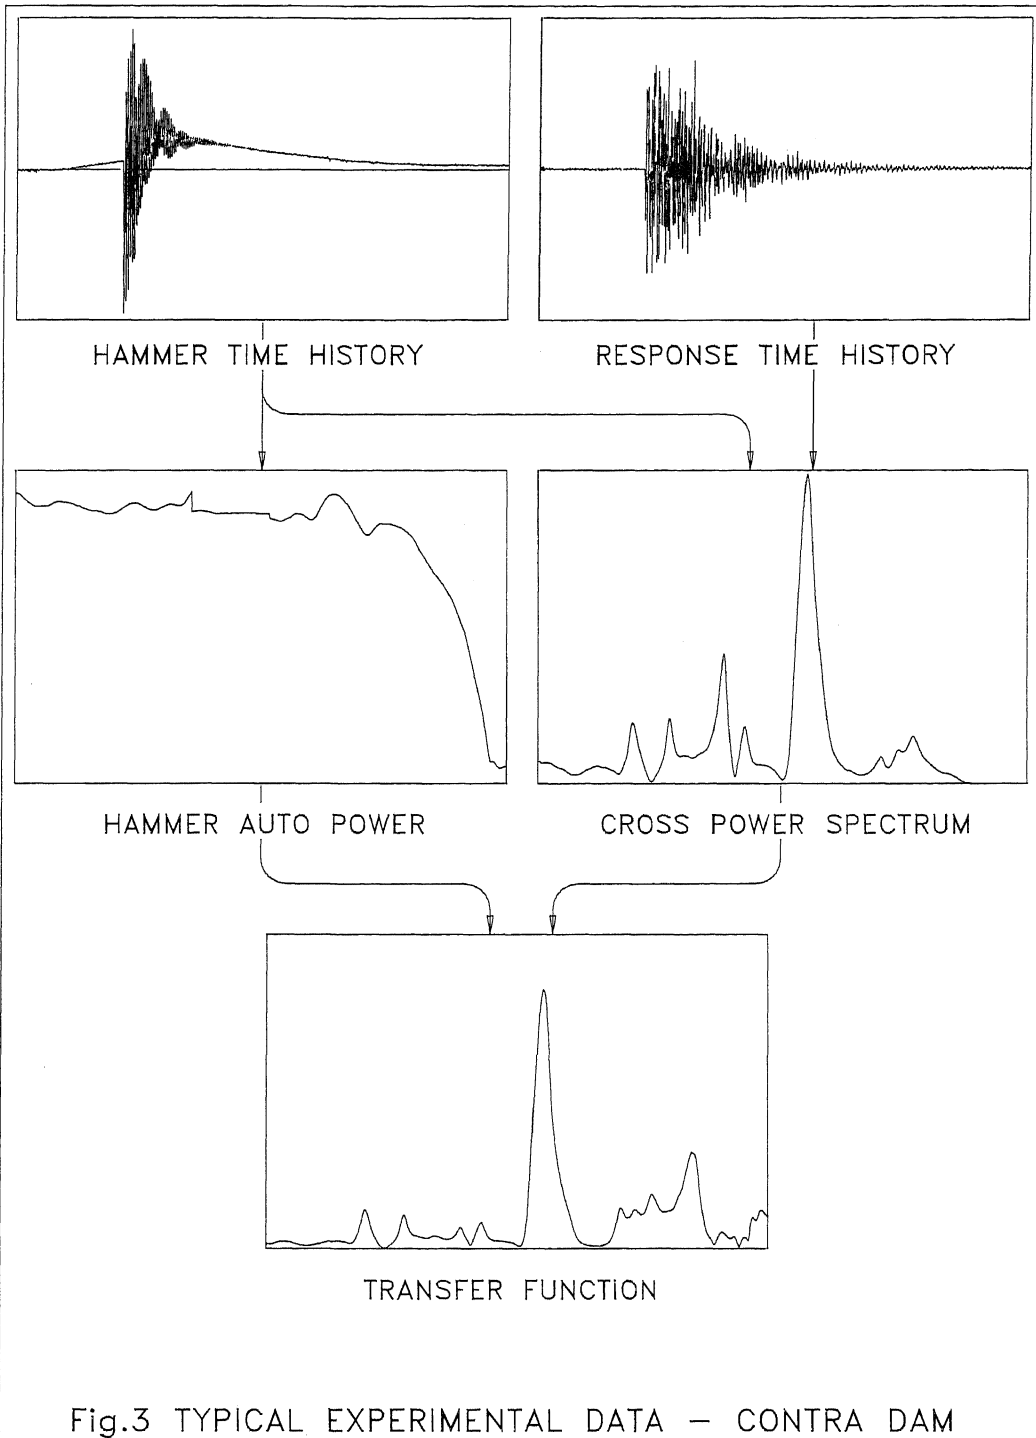 HAMMER TIME HISTORY
RESPONSE TIME HISTORY
HAMMER AUTO POWER
CROSS POWER SPECTRUM
TRANSFER FUNCTION
Fig.3 TYPICAL EXPERIMENTAL DATA – CONTRA DAM